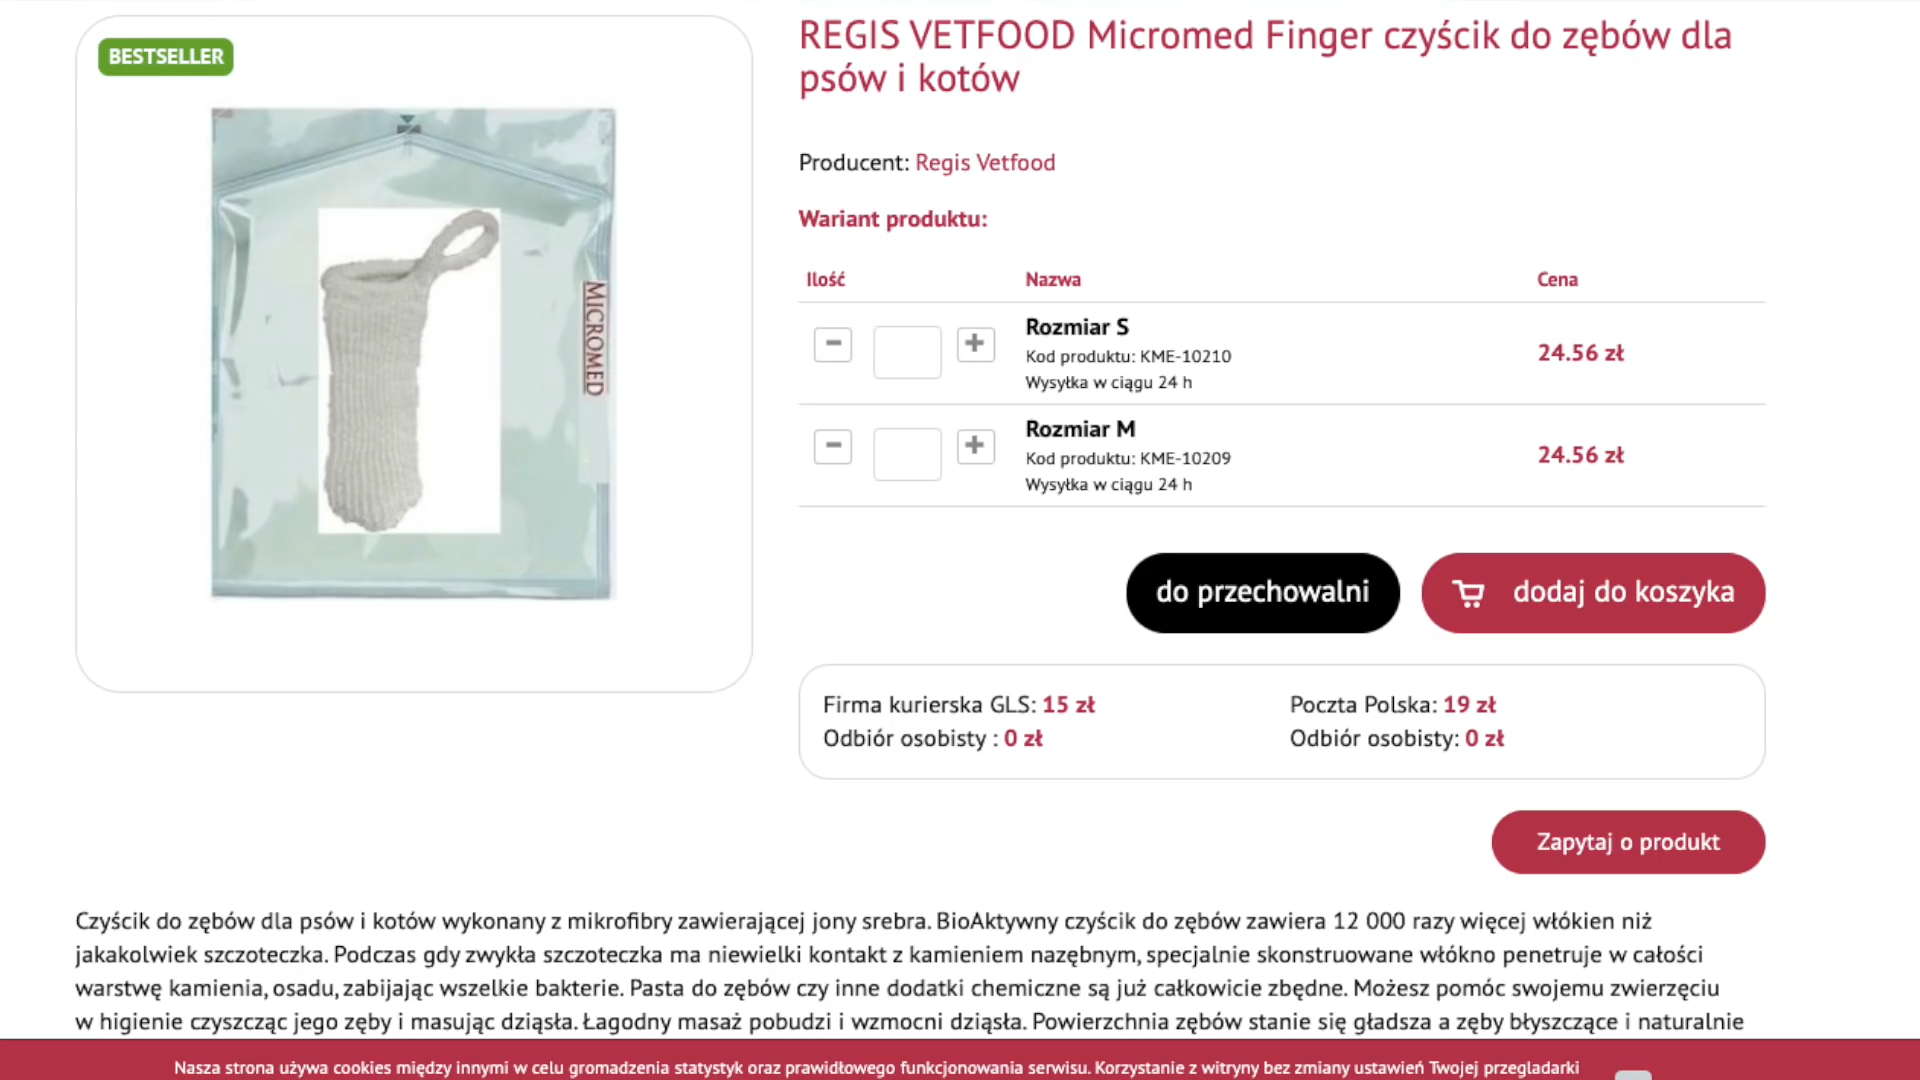 BESTSELLER
MICROMED
REGIS VETFOOD Micromed Finger czyścik do zębów dla
psów i kotów
Producent: Regis Vetfood
Wariant produktu:
Ilość Nazwa Cena
Rozmiar S
Kod produktu: KME-10210
Wysyłka w ciągu 24 h
24.56 zł
Rozmiar M
Kod produktu: KME-10209
Wysyłka w ciągu 24 h
24.56 zł
do przechowalni dodaj do koszyka
Firma kurierska GLS: 15 zł Poczta Polska: 19 zł
Odbiór osobisty : 0 zł Odbiór osobisty: 0 zł
Zapytaj o produkt
Czyścik do zębów dla psów i kotów wykonany z mikrofibry zawierającej jony srebra. BioAktywny czyścik do zębów zawiera 12 000 razy więcej włókien niż
jakakolwiek szczoteczka. Podczas gdy zwykła szczoteczka ma niewielki kontakt z kamieniem nazębnym, specjalnie skonstruowane włókno penetruje w całości
warstwę kamienia, osadu, zabijając wszelkie bakterie. Pasta do zębów czy inne dodatki chemiczne są już całkowicie zbędne. Możesz pomóc swojemu zwierzęciu
w higienie czyszcząc jego zęby i masując dziąsła. Łagodny masaż pobudzi i wzmocni dziąsła. Powierzchnia zębów stanie się gładsza a zęby błyszczące i naturalnie
Nasza strona używa cookies między innymi w celu gromadzenia statystyk oraz prawidłowego funkcjonowania serwisu. Korzystanie z witryny bez zmiany ustawień Twojej przegladarki